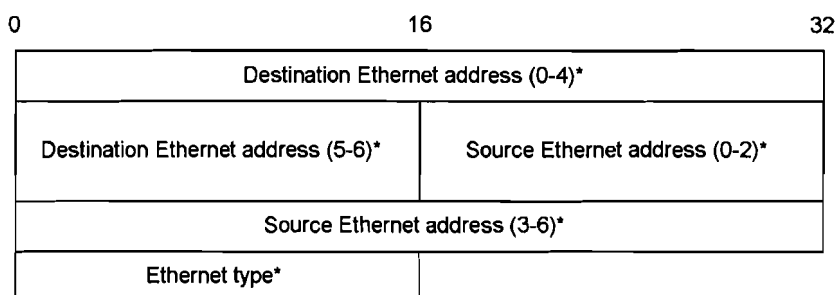 0 16 32
Destination Ethernet address (0-4)*
Destination Ethernet address (5-6)* Source Ethernet address (0-2)*
Source Ethernet address (3-6)*
Ethernet type*